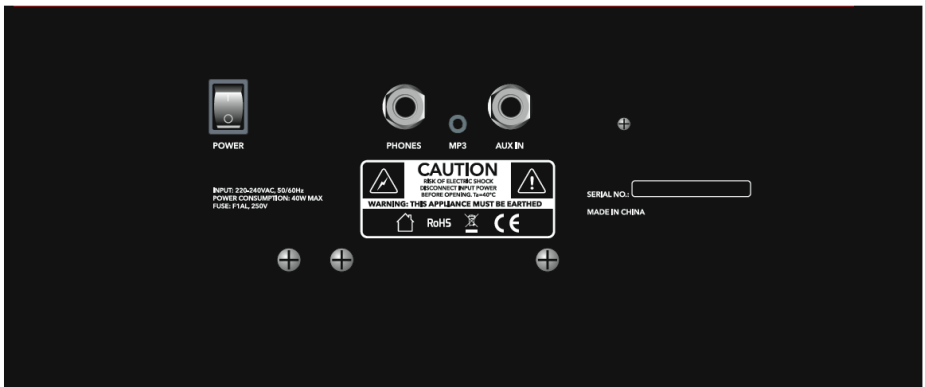 POWER
PHONES
MP3
AUX IN
CAUTION
RISK OF ELECTRIC SHOCK
DISCONNECT INPUT POWER
BEFORE OPENING. Ta=40°C
WARNING: THIS APPLIANCE MUST BE EARTHED
RoHS
CE
INPUT: 220-240VAC, 50/60Hz
POWER CONSUMPTION: 40W MAX
FUSE: F1AL, 250V
SERIAL NO.:
MADE IN CHINA